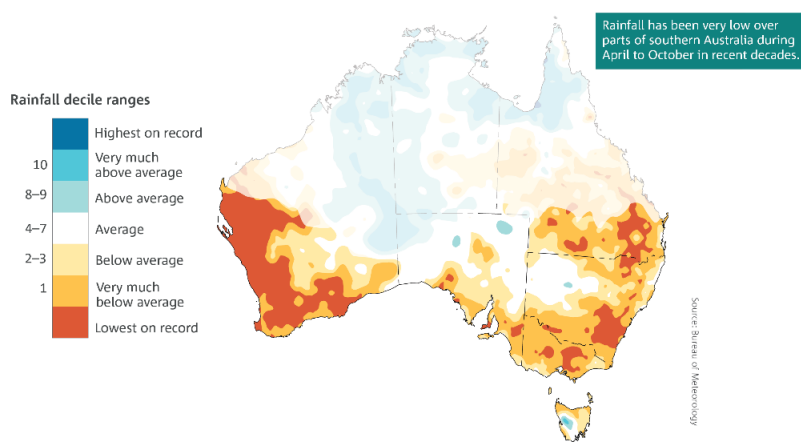 Rainfall has been very low over
parts of southern Australia during
April to October in recent decades.
Rainfall decile ranges
Highest on record
10 Very much
above average
8–9 Above average
4–7 Average
2–3 Below average
1 Very much
below average
Lowest on record
Source: Bureau of Meteorology